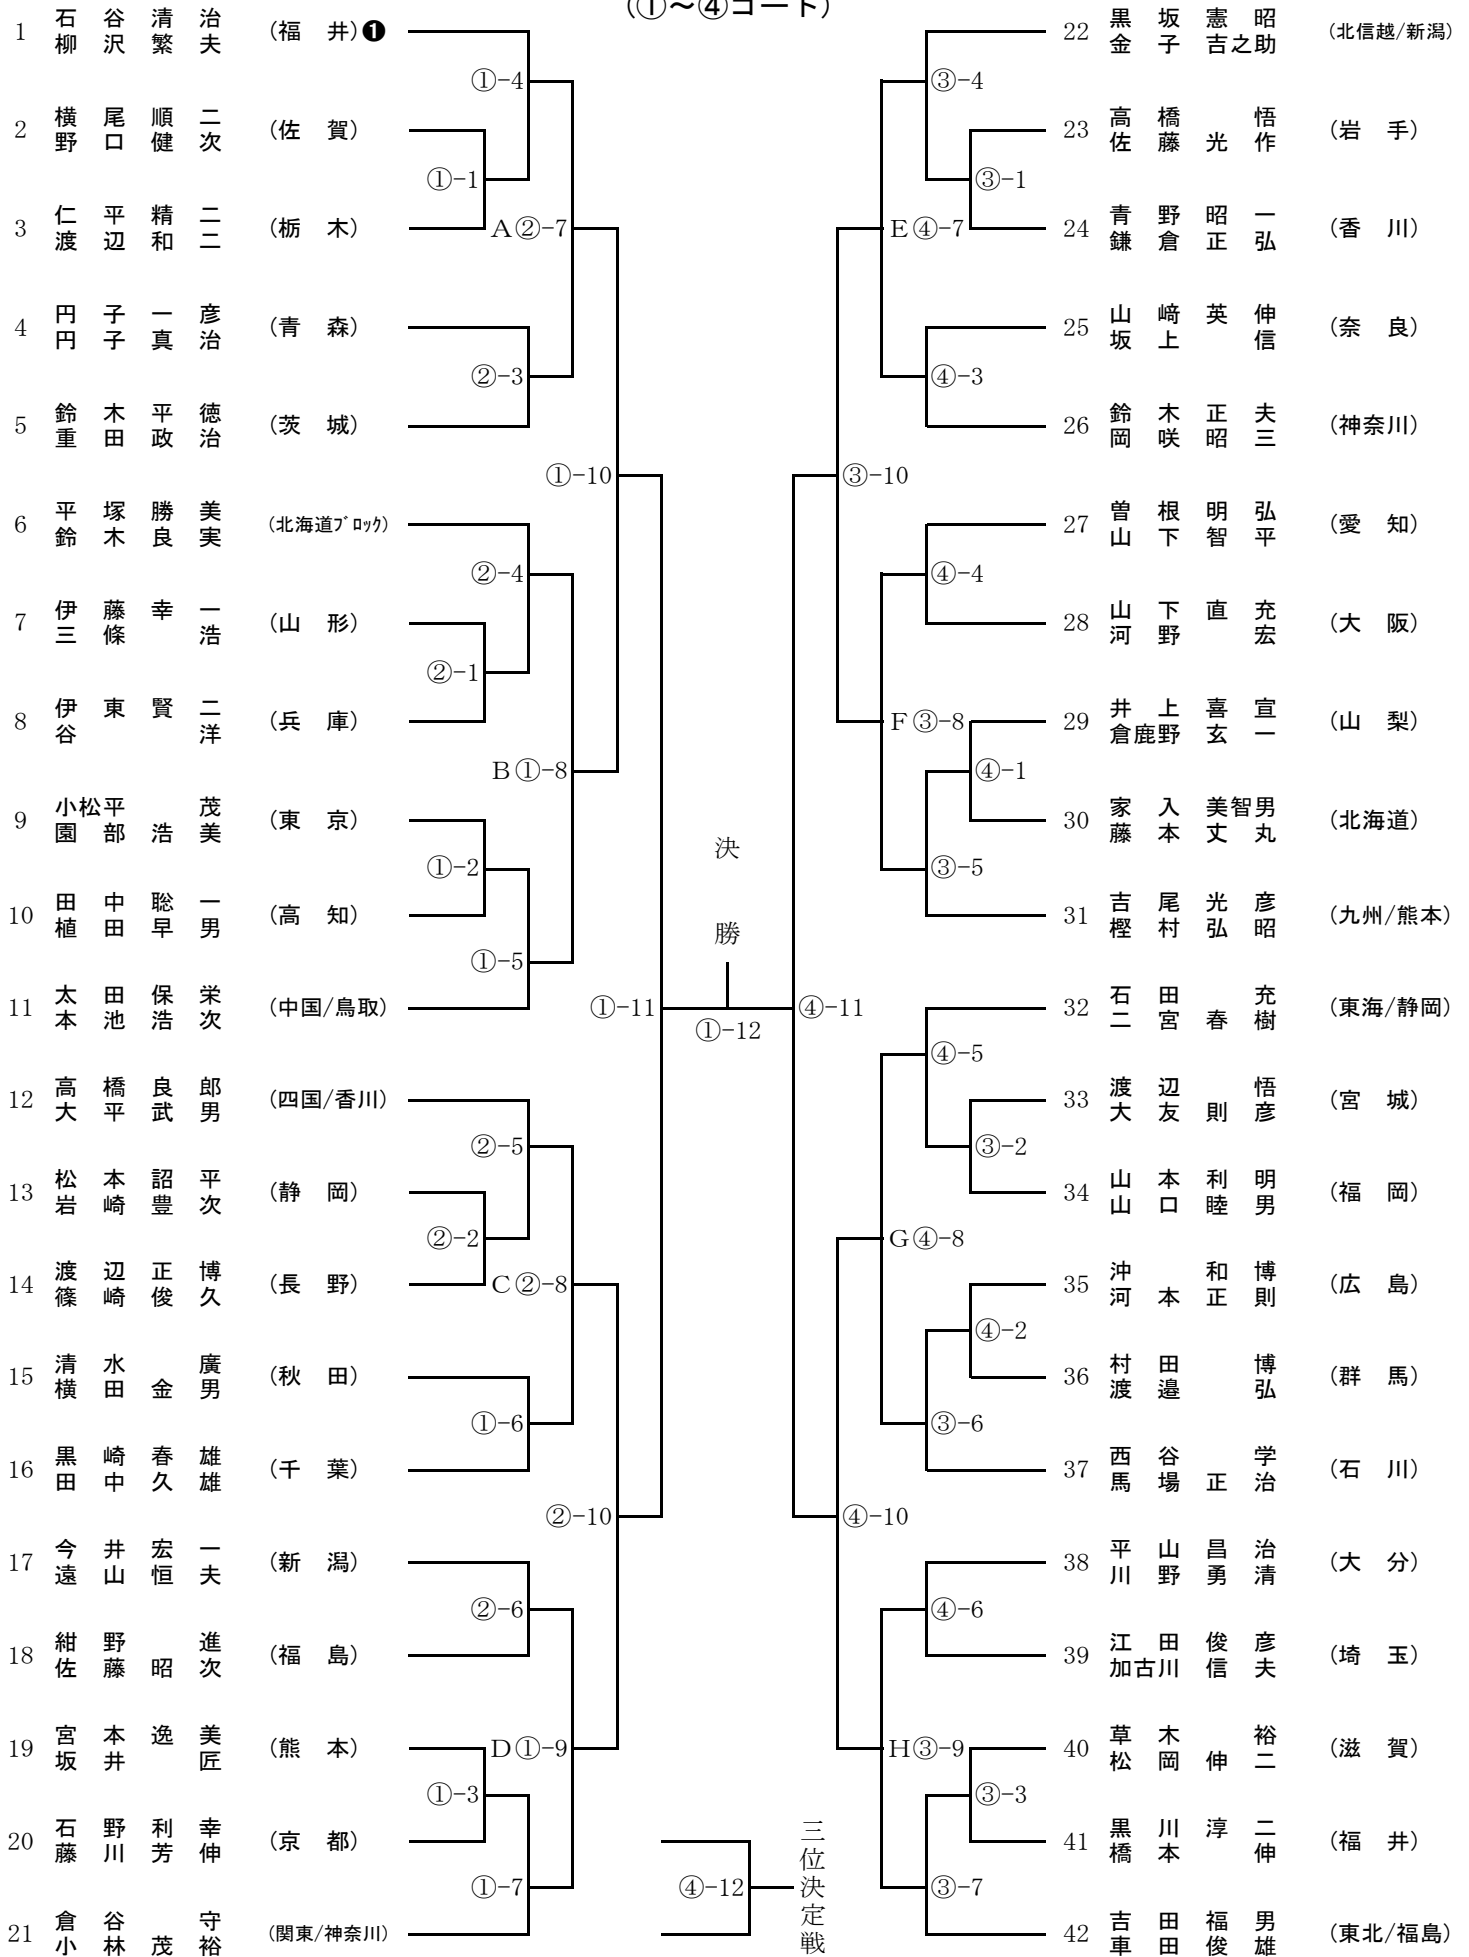 (①～④コート)
1 石谷清治 (福井)❶
柳沢繁夫
①-4
2 横尾順二 (佐賀)
野口健次
①-1
3 仁平精二 (栃木)
渡辺和二
A②-7
4 円子一彦 (青森)
円子真治
②-3
5 鈴木平徳 (茨城)
重田政治
①-10
6 平塚勝美 (北海道ﾌﾞﾛｯｸ)
鈴木良実
②-4
7 伊藤幸一 (山形)
三條浩
②-1
8 伊東賢二 (兵庫)
谷洋
B①-8
9 小松平茂 (東京)
園部浩美
①-2
10 田中聡一 (高知)
植田早男
①-5
11 太田保栄 (中国/鳥取)
本池浩次
①-11
12 高橋良郎 (四国/香川)
大平武男
②-5
13 松本詔平 (静岡)
岩崎豊次
②-2
14 渡辺正博 (長野)
篠崎俊久
C②-8
15 清水廣 (秋田)
横田金男
①-6
16 黒崎春雄 (千葉)
田中久雄
②-10
17 今井宏一 (新潟)
遠山恒夫
②-6
18 紺野進 (福島)
佐藤昭次
19 宮本逸美 (熊本)
坂井匠
D①-9
①-3
20 石野利幸 (京都)
藤川芳伸
①-7
21 倉谷守 (関東/神奈川)
小林茂裕
決勝
①-12
④-12
三位決定戦
22 黒坂憲昭 (北信越/新潟)
金子吉之助
③-4
23 高橋悟 (岩手)
佐藤光作
③-1
24 青野昭一 (香川)
鎌倉正弘
E④-7
25 山﨑英伸 (奈良)
坂上信
④-3
26 鈴木正夫 (神奈川)
岡咲昭三
③-10
27 曽根明弘 (愛知)
山下智平
④-4
28 山下直充 (大阪)
河野宏
29 井上喜宣 (山梨)
倉鹿野玄一
F③-8
④-1
30 家入美智男 (北海道)
藤本丈丸
③-5
31 吉尾光彦 (九州/熊本)
樫村弘昭
④-11
32 石田充 (東海/静岡)
二宮春樹
④-5
33 渡辺悟 (宮城)
大友則彦
③-2
34 山本利明 (福岡)
山口睦男
G④-8
35 沖和博 (広島)
河本正則
④-2
36 村田博 (群馬)
渡邉弘
③-6
37 西谷学 (石川)
馬場正治
④-10
38 平山昌治 (大分)
川野勇清
④-6
39 江田俊彦 (埼玉)
加古川信夫
H③-9
40 草木裕 (滋賀)
松岡伸二
③-3
41 黒川淳二 (福井)
橋本伸
③-7
42 吉田福男 (東北/福島)
車田俊雄